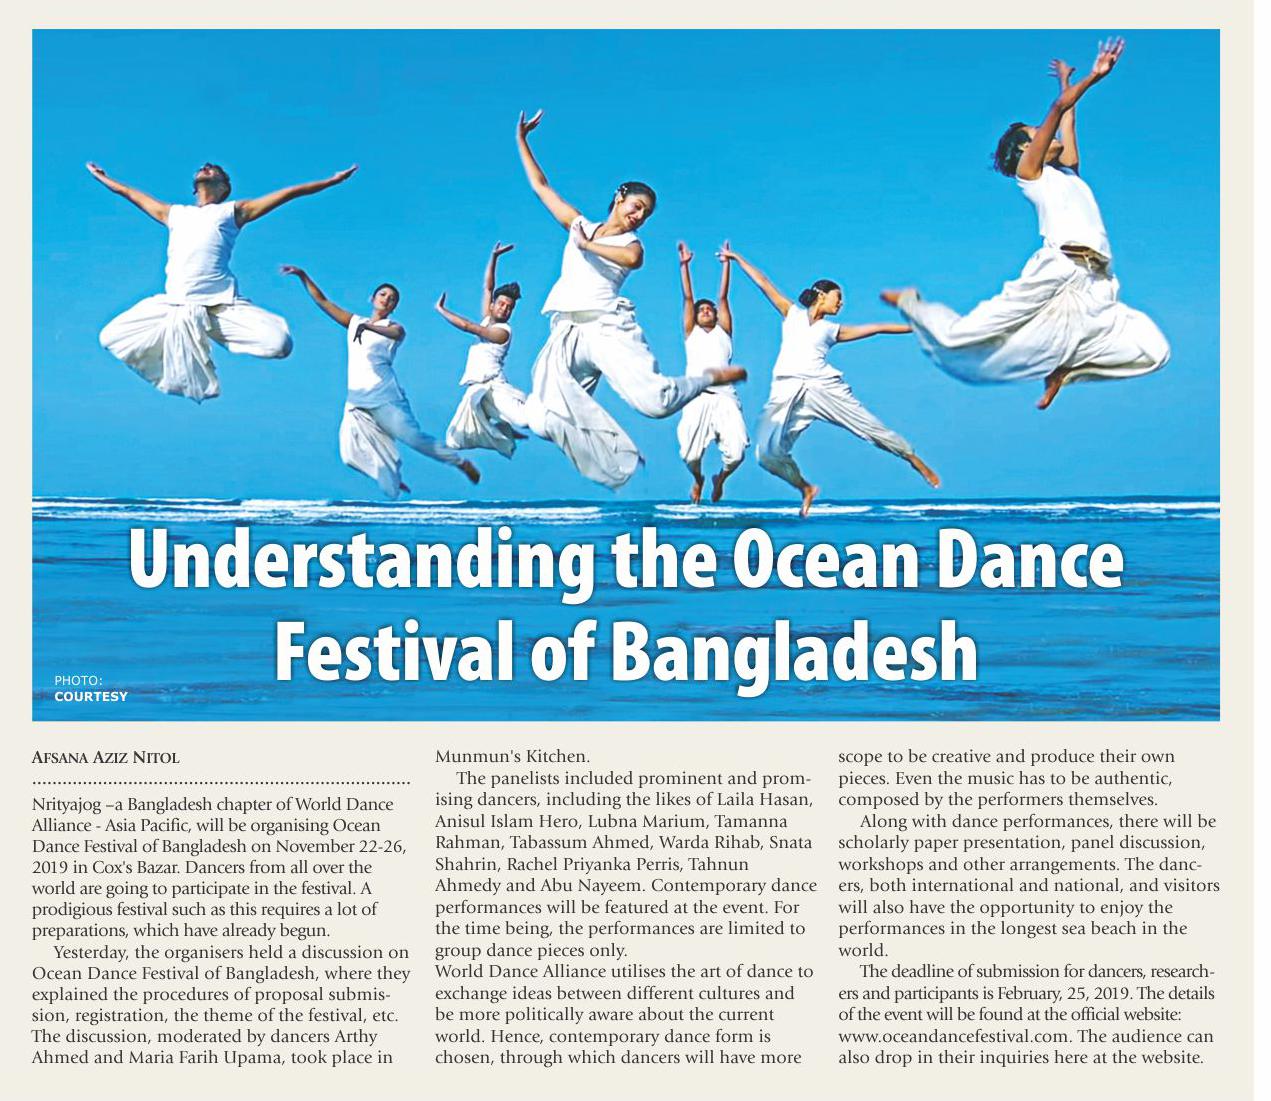 Understanding the Ocean Dance
Festival of Bangladesh
PHOTO:
COURTESY
AFSANA AZIZ NITOL
Nrityajog –a Bangladesh chapter of World Dance
Alliance - Asia Pacific, will be organising Ocean
Dance Festival of Bangladesh on November 22-26,
2019 in Cox's Bazar. Dancers from all over the
world are going to participate in the festival. A
prodigious festival such as this requires a lot of
preparations, which have already begun.
Yesterday, the organisers held a discussion on
Ocean Dance Festival of Bangladesh, where they
explained the procedures of proposal submis-
sion, registration, the theme of the festival, etc.
The discussion, moderated by dancers Arthy
Ahmed and Maria Farih Upama, took place in
Munmun's Kitchen.
The panelists included prominent and prom-
ising dancers, including the likes of Laila Hasan,
Anisul Islam Hero, Lubna Marium, Tamanna
Rahman, Tabassum Ahmed, Warda Rihab, Snata
Shahrin, Rachel Priyanka Perris, Tahnun
Ahmedy and Abu Nayeem. Contemporary dance
performances will be featured at the event. For
the time being, the performances are limited to
group dance pieces only.
World Dance Alliance utilises the art of dance to
exchange ideas between different cultures and
be more politically aware about the current
world. Hence, contemporary dance form is
chosen, through which dancers will have more
scope to be creative and produce their own
pieces. Even the music has to be authentic,
composed by the performers themselves.
Along with dance performances, there will be
scholarly paper presentation, panel discussion,
workshops and other arrangements. The danc-
ers, both international and national, and visitors
will also have the opportunity to enjoy the
performances in the longest sea beach in the
world.
The deadline of submission for dancers, research-
ers and participants is February, 25, 2019. The details
of the event will be found at the official website:
www.oceandancefestival.com. The audience can
also drop in their inquiries here at the website.